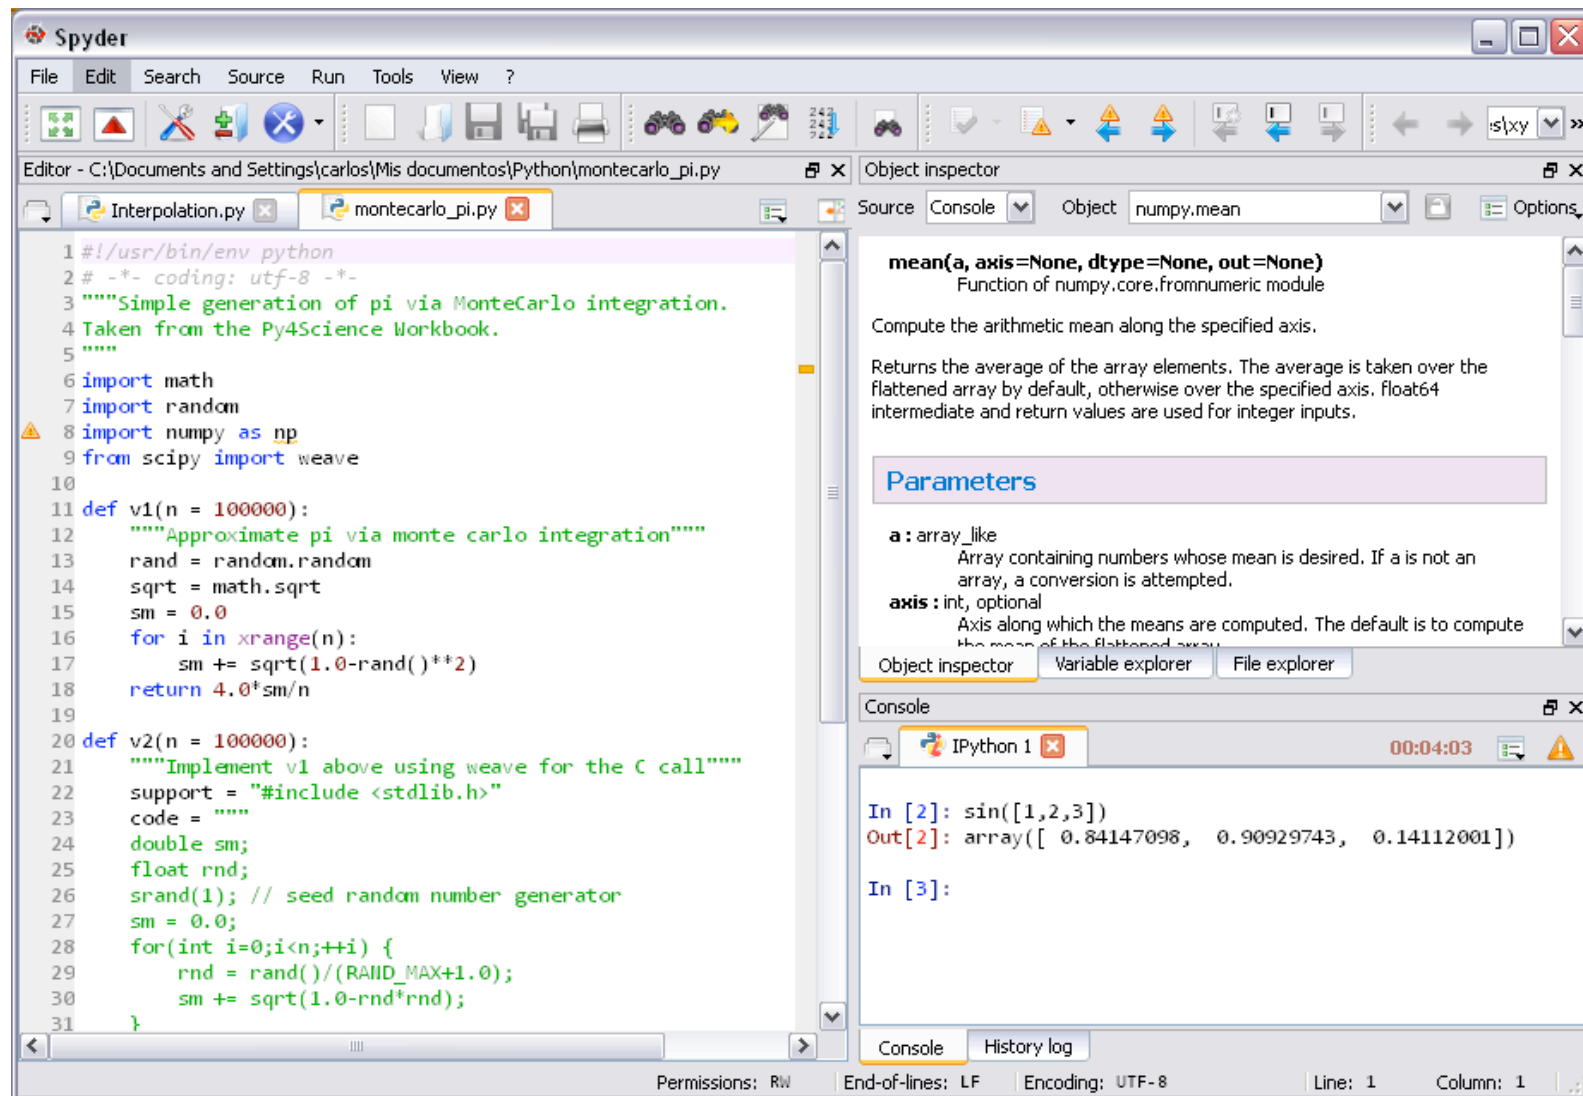 Spyder
File Edit Search Source Run Tools View ?
s\xy
Editor - C:\Documents and Settings\carlos\Mis documentos\Python\montecarlo_pi.py
Interpolation.py montecarlo_pi.py
1 #!/usr/bin/env python
2 # -*- coding: utf-8 -*-
3 """Simple generation of pi via MonteCarlo integration.
4 Taken from the Py4Science Workbook.
5 """
6 import math
7 import random
8 import numpy as np
9 from scipy import weave
10
11 def v1(n = 100000):
12     """Approximate pi via monte carlo integration"""
13     rand = random.random
14     sqrt = math.sqrt
15     sm = 0.0
16     for i in xrange(n):
17         sm += sqrt(1.0-rand()**2)
18     return 4.0*sm/n
19
20 def v2(n = 100000):
21     """Implement v1 above using weave for the C call"""
22     support = "#include <stdlib.h>"
23     code = """
24     double sm;
25     float rnd;
26     srand(1); // seed random number generator
27     sm = 0.0;
28     for(int i=0;i<n;++i) {
29         rnd = rand()/(RAND_MAX+1.0);
30         sm += sqrt(1.0-rnd*rnd);
31     }
Object inspector
Source Console Object numpy.mean Options
mean(a, axis=None, dtype=None, out=None)
Function of numpy.core.fromnumeric module
Compute the arithmetic mean along the specified axis.
Returns the average of the array elements. The average is taken over the
flattened array by default, otherwise over the specified axis. float64
intermediate and return values are used for integer inputs.
Parameters
a : array_like
Array containing numbers whose mean is desired. If a is not an
array, a conversion is attempted.
axis : int, optional
Axis along which the means are computed. The default is to compute
the mean of the flattened array
Object inspector Variable explorer File explorer
Console
IPython 1 00:04:03
In [2]: sin([1,2,3])
Out[2]: array([ 0.84147098,  0.90929743,  0.14112001])
In [3]:
Console History log
Permissions: RW End-of-lines: LF Encoding: UTF-8 Line: 1 Column: 1